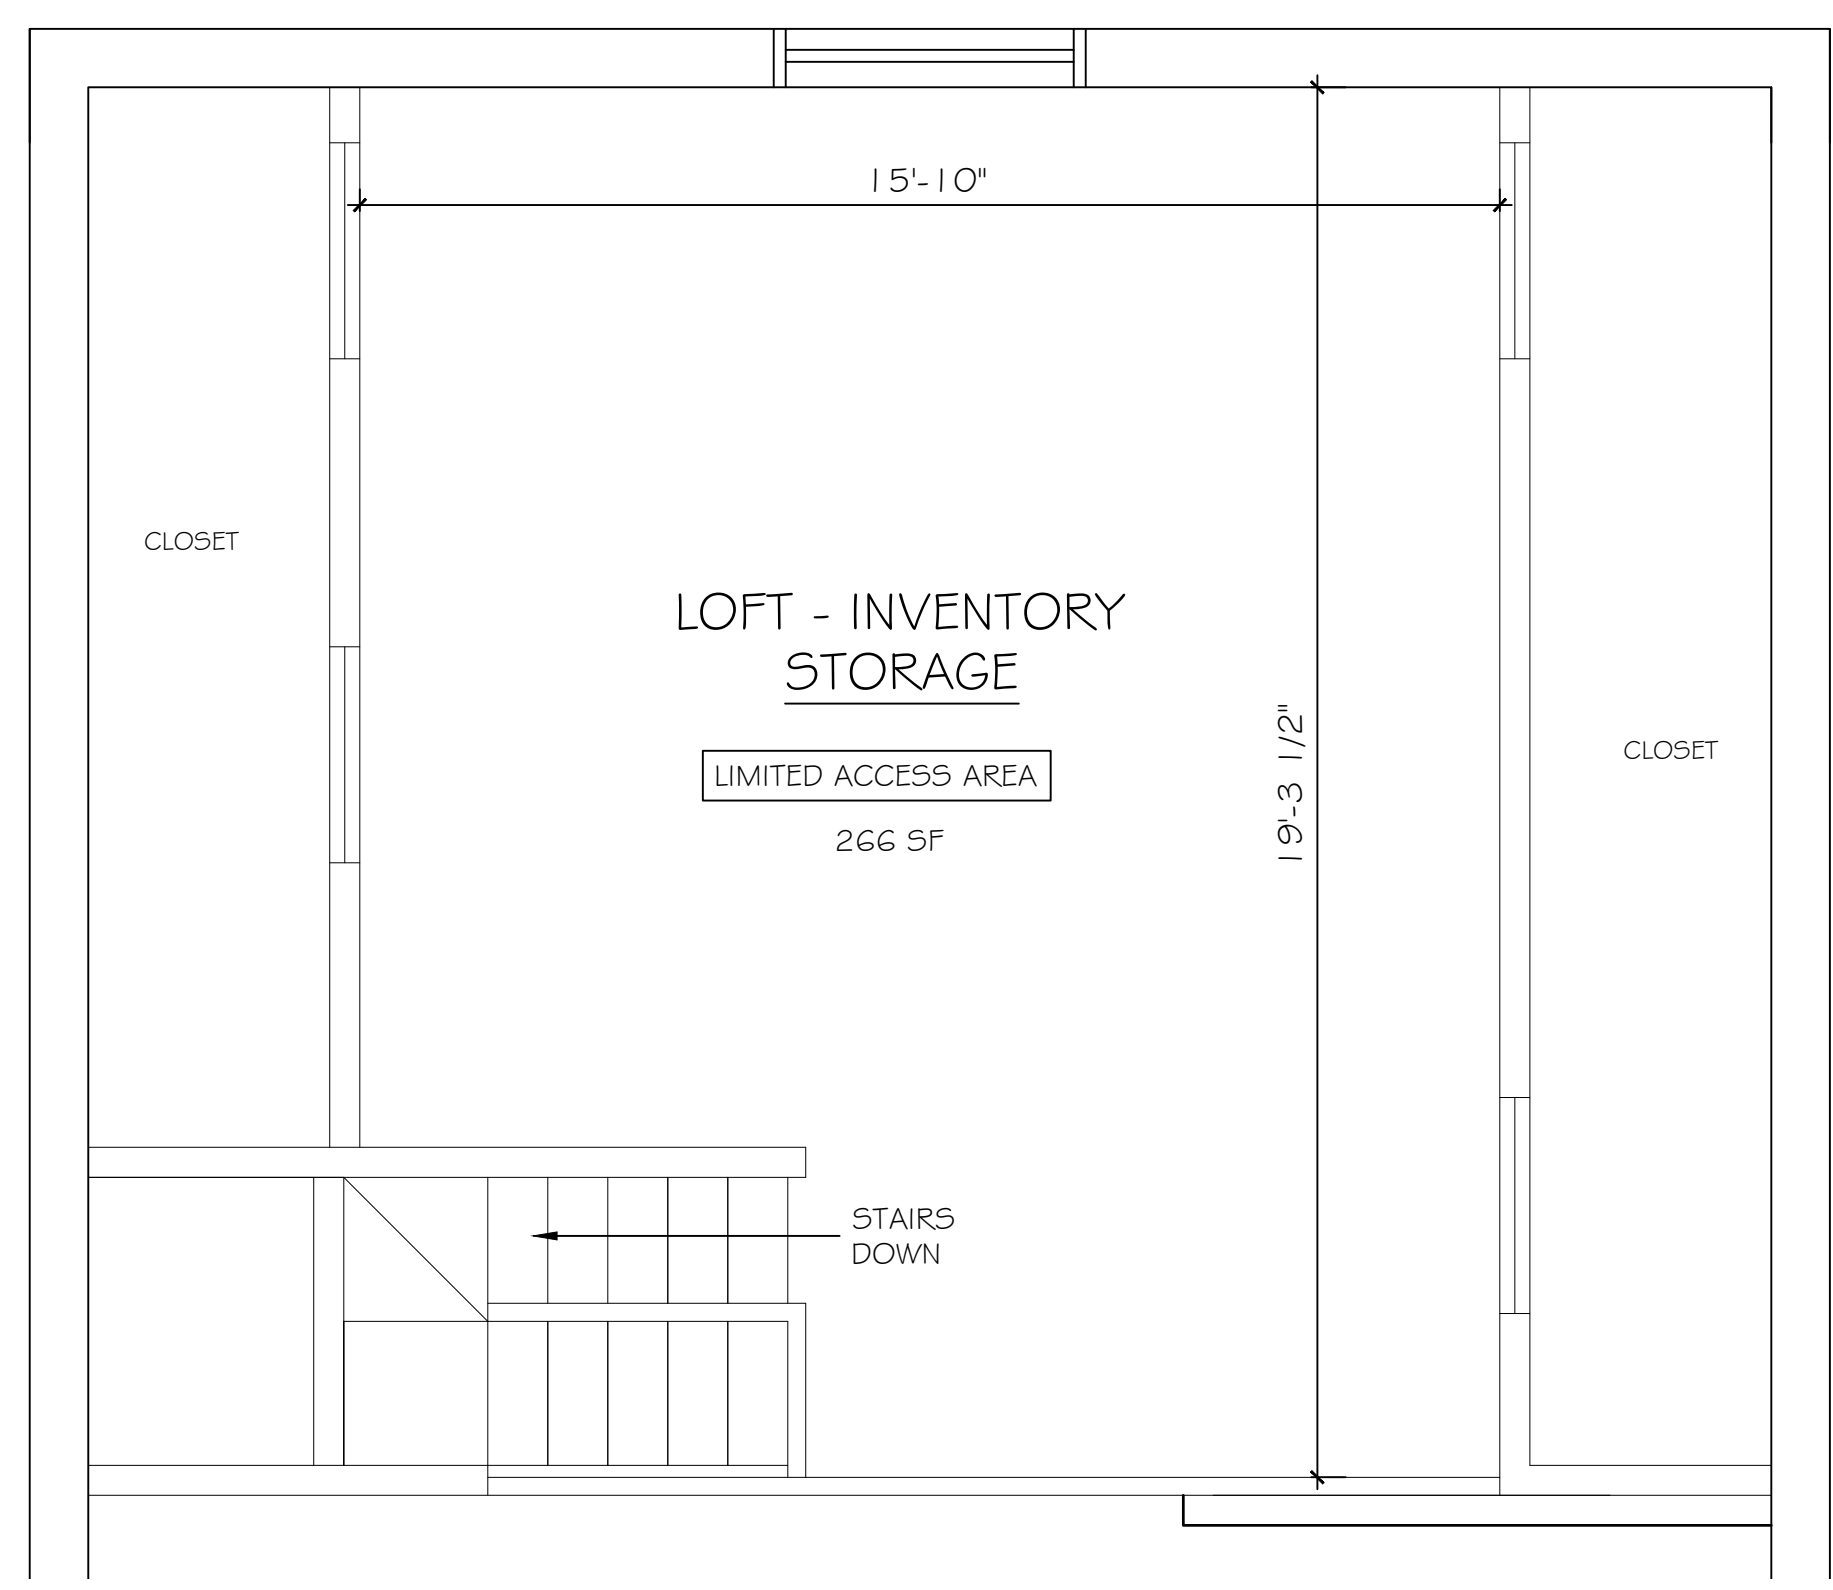 15'-10"
CLOSET
LOFT - INVENTORY
STORAGE
LIMITED ACCESS AREA
266 SF
19'-3 1/2"
CLOSET
STAIRS
DOWN